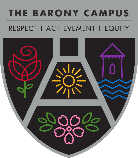 THE BARONY CAMPUS
RESPECT | ACHIEVEMENT | EQUITY